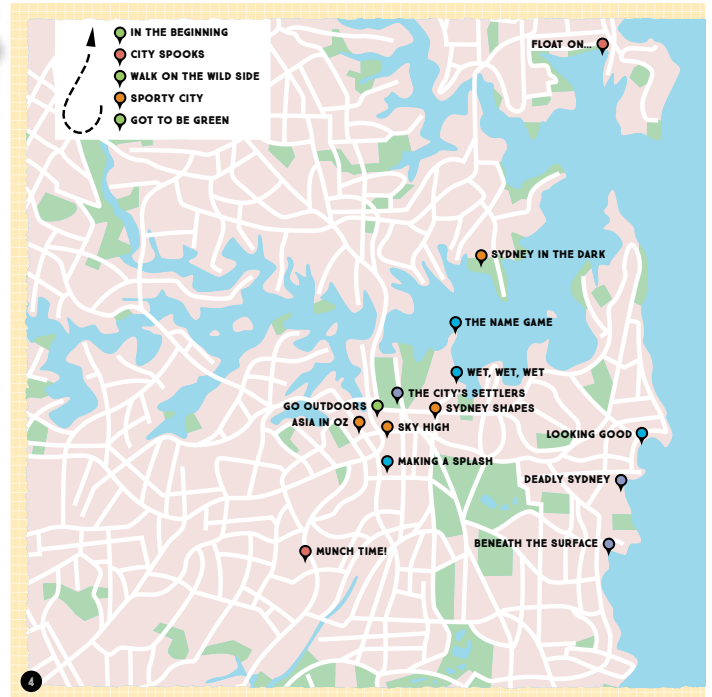 IN THE BEGINNING
CITY SPOOKS
WALK ON THE WILD SIDE
SPORTY CITY
GOT TO BE GREEN
FLOAT ON...
SYDNEY IN THE DARK
THE NAME GAME
WET, WET, WET
THE CITY'S SETTLERS
GO OUTDOORS
SYDNEY SHAPES
ASIA IN OZ
SKY HIGH
LOOKING GOOD
MAKING A SPLASH
DEADLY SYDNEY
BENEATH THE SURFACE
MUNCH TIME!
4